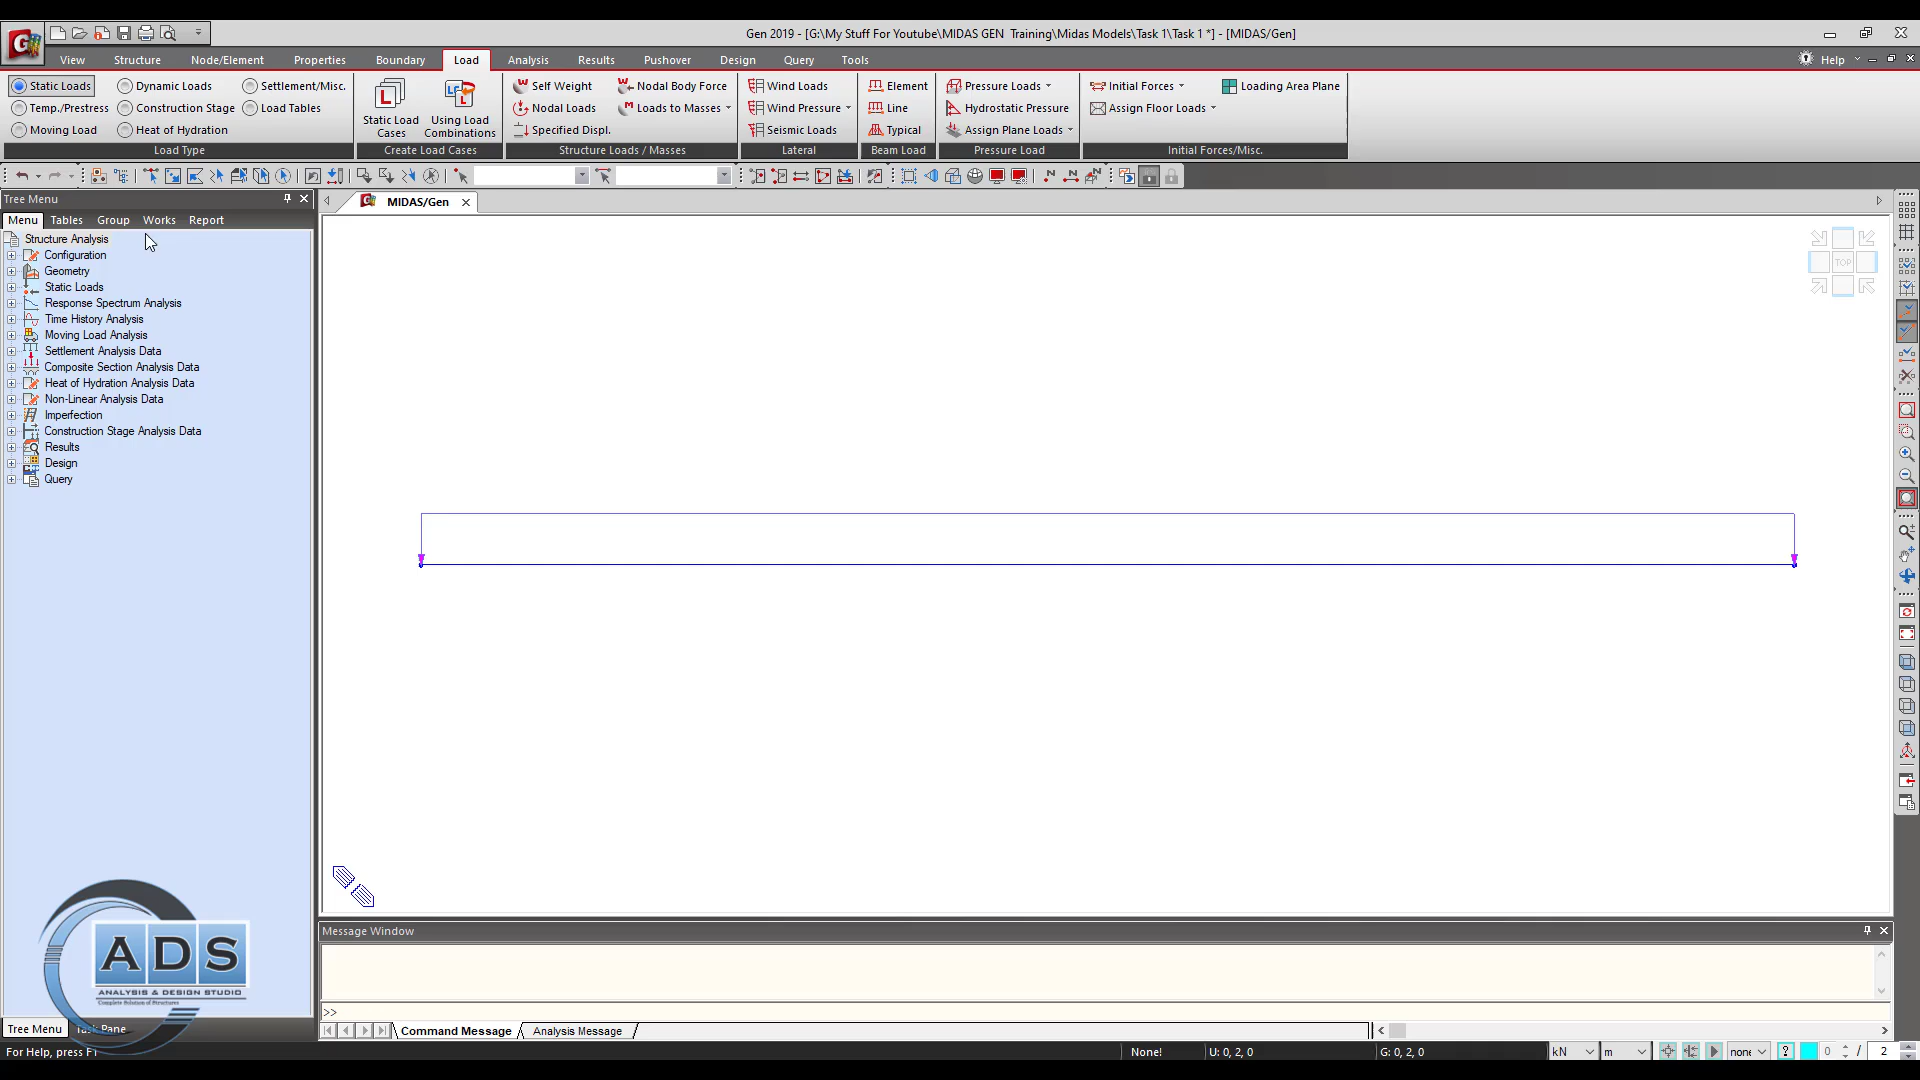 Gen 2019 - [G:\My Stuff For Youtube\MIDAS GEN  Training\Midas Models\Task 1\Task 1 *] - [MIDAS/Gen]
View Structure Node/Element Properties Boundary Load Analysis Results Pushover Design Query Tools Help
Static Loads Dynamic Loads Settlement/Misc. Self Weight Nodal Body Force Wind Loads Element Pressure Loads Initial Forces Loading Area Plane
Temp./Prestress Construction Stage Load Tables Static Load Cases Using Load Combinations Nodal Loads Loads to Masses Wind Pressure Line Hydrostatic Pressure Assign Floor Loads
Moving Load Heat of Hydration Specified Displ. Seismic Loads Typical Assign Plane Loads
Load Type Create Load Cases Structure Loads / Masses Lateral Beam Load Pressure Load Initial Forces/Misc.
Tree Menu
MIDAS/Gen
Menu Tables Group Works Report
Structure Analysis
Configuration
Geometry
Static Loads
Response Spectrum Analysis
Time History Analysis
Moving Load Analysis
Settlement Analysis Data
Composite Section Analysis Data
Heat of Hydration Analysis Data
Non-Linear Analysis Data
Imperfection
Construction Stage Analysis Data
Results
Design
Query
TOP
Message Window
>>
Command Message Analysis Message
ADS
ANALYSIS & DESIGN STUDIO
Complete Solution of Structures
Tree Menu Task Pane
For Help, press F1 None! U: 0, 2, 0 G: 0, 2, 0 kN m none 0 / 2